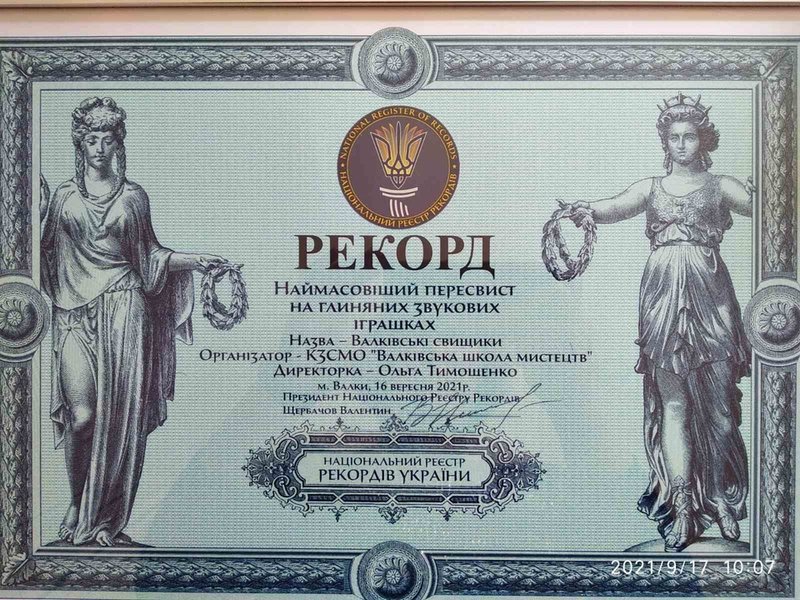 NATIONAL REGISTER OF RECORDS
НАЦІОНАЛЬНИЙ РЕЄСТР РЕКОРДІВ
РЕКОРД
Наймасовіший пересвист
на глиняних звукових
іграшках
Назва – Валківські свищики
Організатор - КЗСМО "Валківська школа мистецтв"
Директорка – Ольга Тимошенко
м. Валки, 16 вересня 2021р.
Президент Національного Реєстру Рекордів
Щербачов Валентин
НАЦІОНАЛЬНИЙ РЕЄСТР
РЕКОРДІВ УКРАЇНИ
2021/9/17 10:07